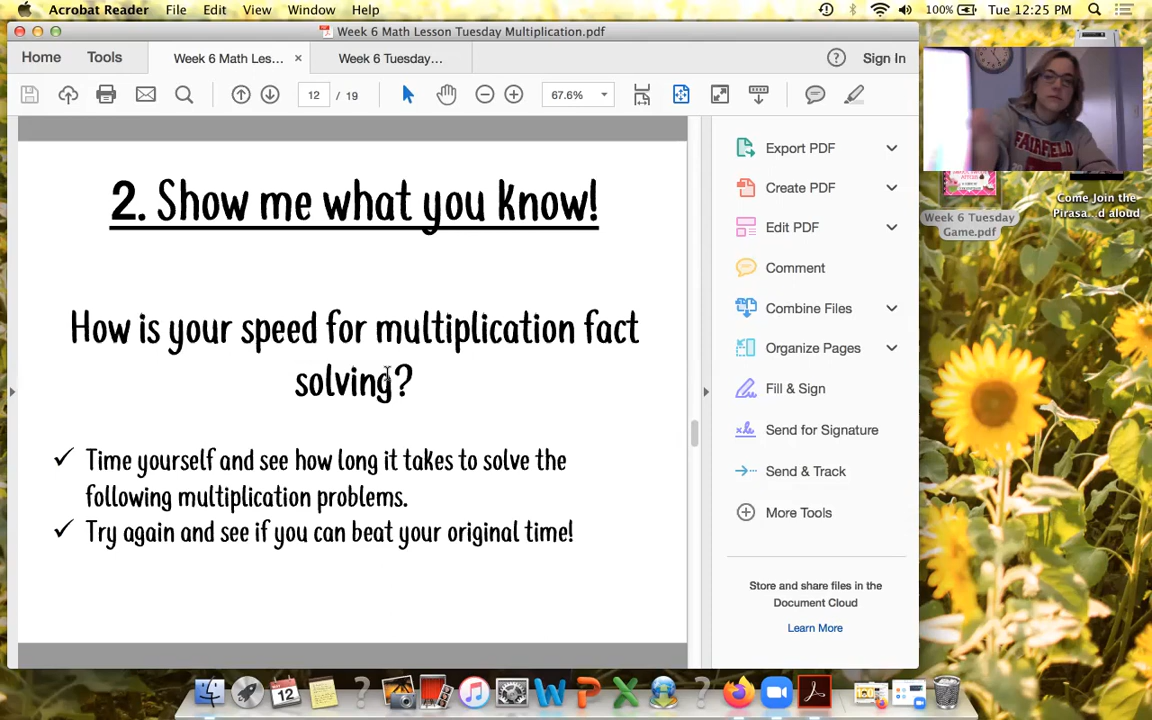 Acrobat Reader File Edit View Window Help 100% Tue 12:25 PM
Week 6 Math Lesson Tuesday Multiplication.pdf
Home Tools Week 6 Math Les... × Week 6 Tuesday... Sign In
12 / 19 67.6%
2. Show me what you know!
How is your speed for multiplication fact
solving?
✓ Time yourself and see how long it takes to solve the
following multiplication problems.
✓ Try again and see if you can beat your original time!
Export PDF
Create PDF
Edit PDF
Comment
Combine Files
Organize Pages
Fill & Sign
Send for Signature
Send & Track
More Tools
Store and share files in the
Document Cloud
Learn More
FAIRFIELD
Week 6 Tuesday
Game.pdf
Come Join the
Pirasa...d aloud
12